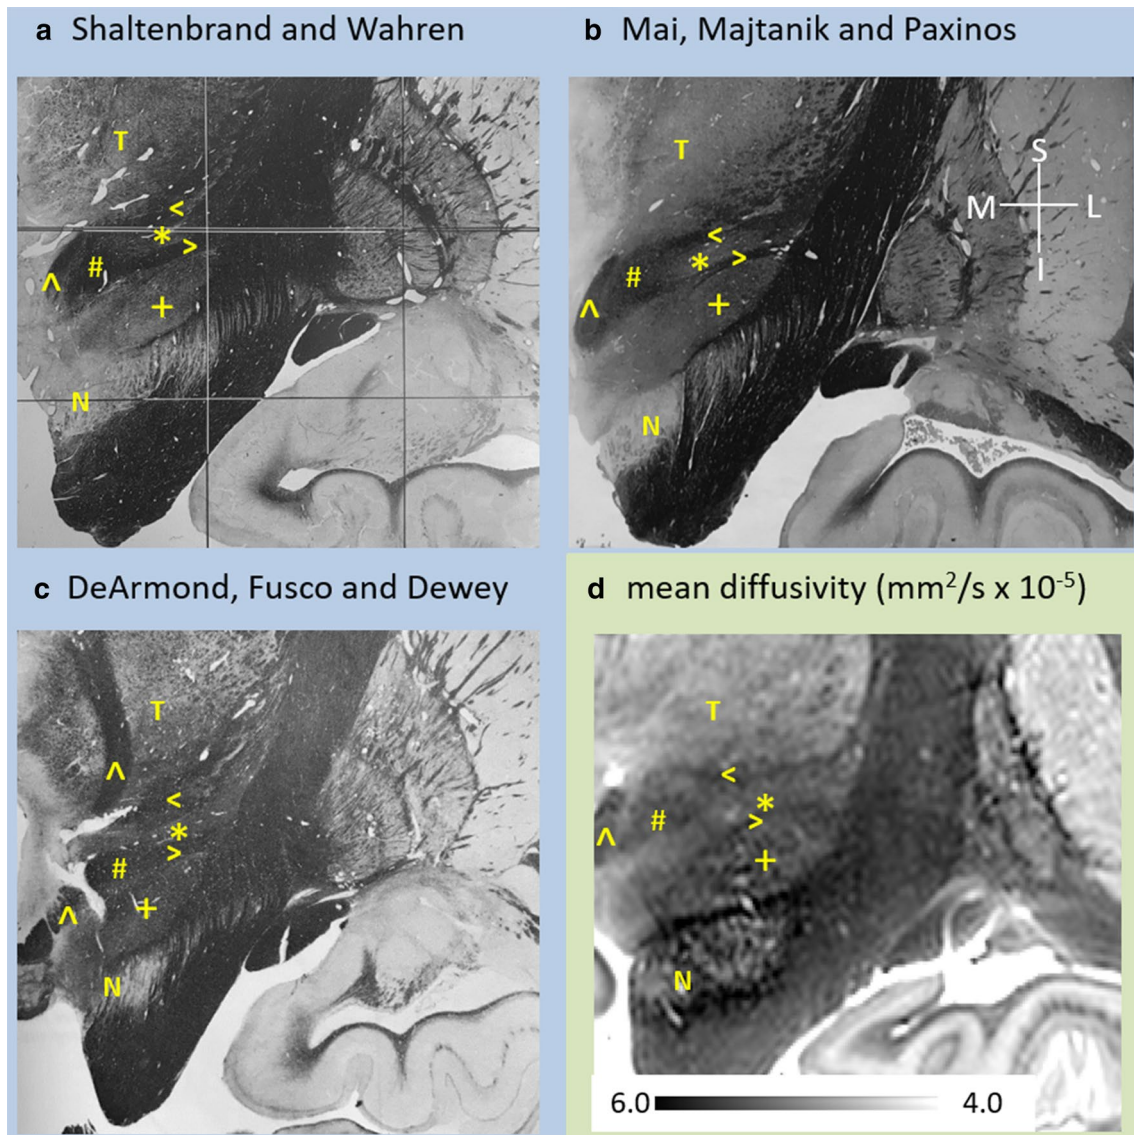 a Shaltenbrand and Wahren
b Mai, Majtanik and Paxinos
T
<
*
>
#
^
+
N
T
S
M L
I
<
*
>
#
^
+
N
c DeArmond, Fusco and Dewey
d mean diffusivity (mm²/s x 10⁻⁵)
T
^
<
*
>
#
^
+
N
T
<
*
>
#
^
+
N
6.0 4.0